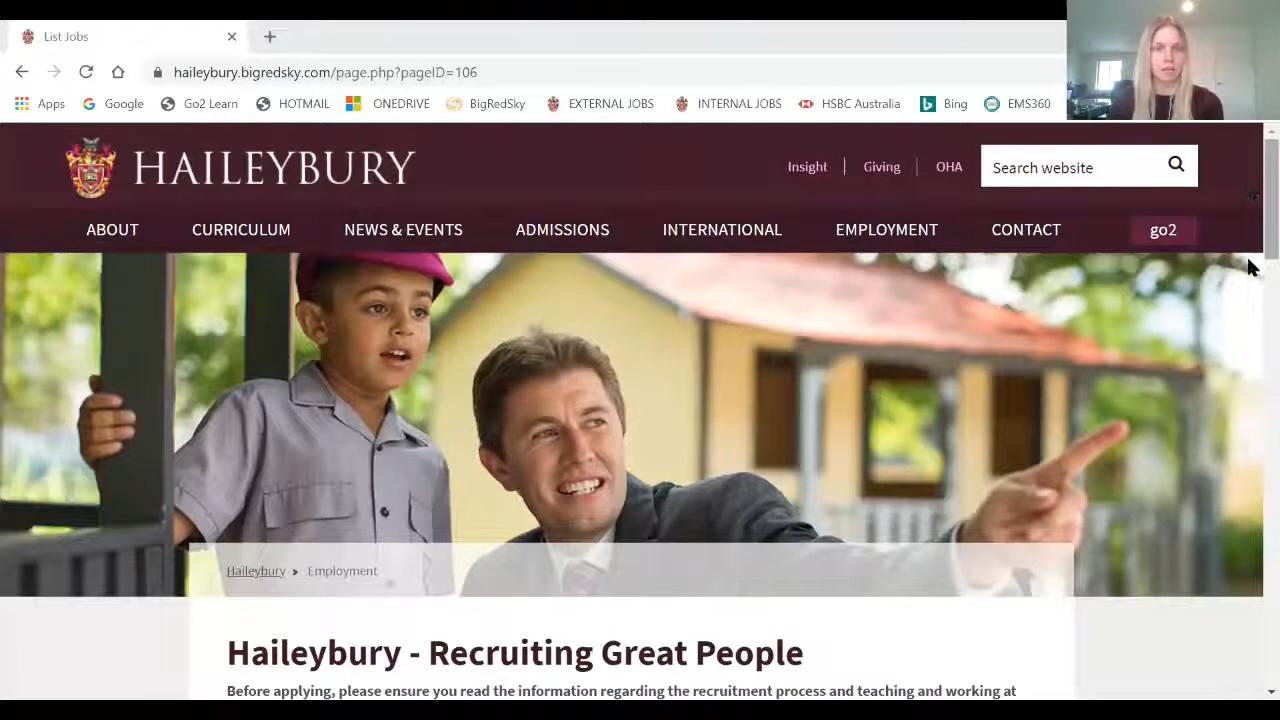 List Jobs
haileybury.bigredsky.com/page.php?pageID=106
Apps Google Go2 Learn HOTMAIL ONEDRIVE BigRedSky EXTERNAL JOBS INTERNAL JOBS HSBC Australia Bing EMS360
HAILEYBURY
Insight Giving OHA Search website
ABOUT CURRICULUM NEWS & EVENTS ADMISSIONS INTERNATIONAL EMPLOYMENT CONTACT go2
Haileybury Employment
Haileybury - Recruiting Great People
Before applying, please ensure you read the information regarding the recruitment process and teaching and working at